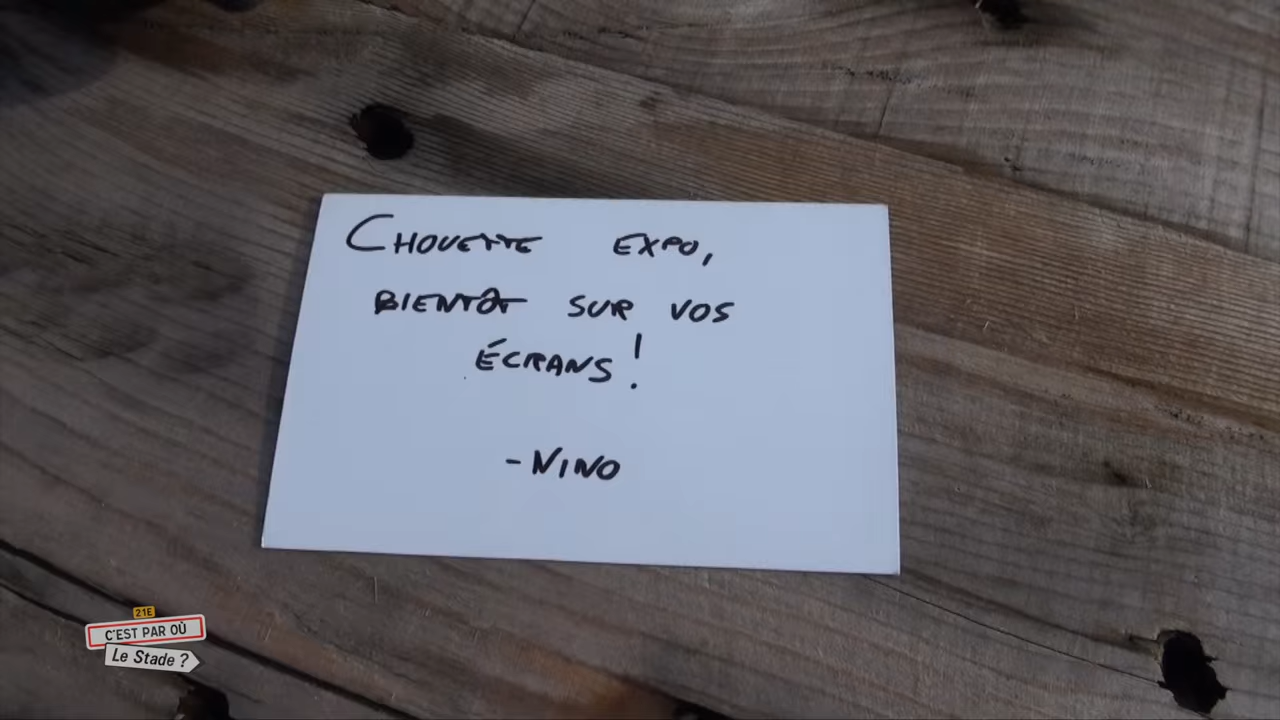 CHOUETTE EXPO,
BIENTÔT SUR VOS
ÉCRANS !
- NINO
21E
C'EST PAR OÙ
Le Stade ?